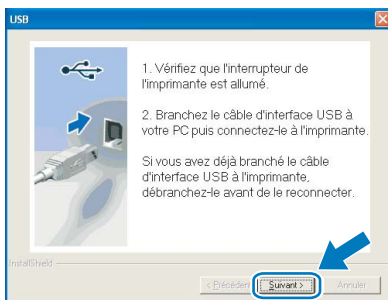 USB
1. Vérifiez que l'interrupteur de
l'imprimante est allumé.
2. Branchez le câble d'interface USB à
votre PC puis connectez-le à l'imprimante.
Si vous avez déjà branché le câble
d'interface USB à l'imprimante,
débranchez-le avant de le reconnecter.
InstallShield
< Précédent Suivant > Annuler